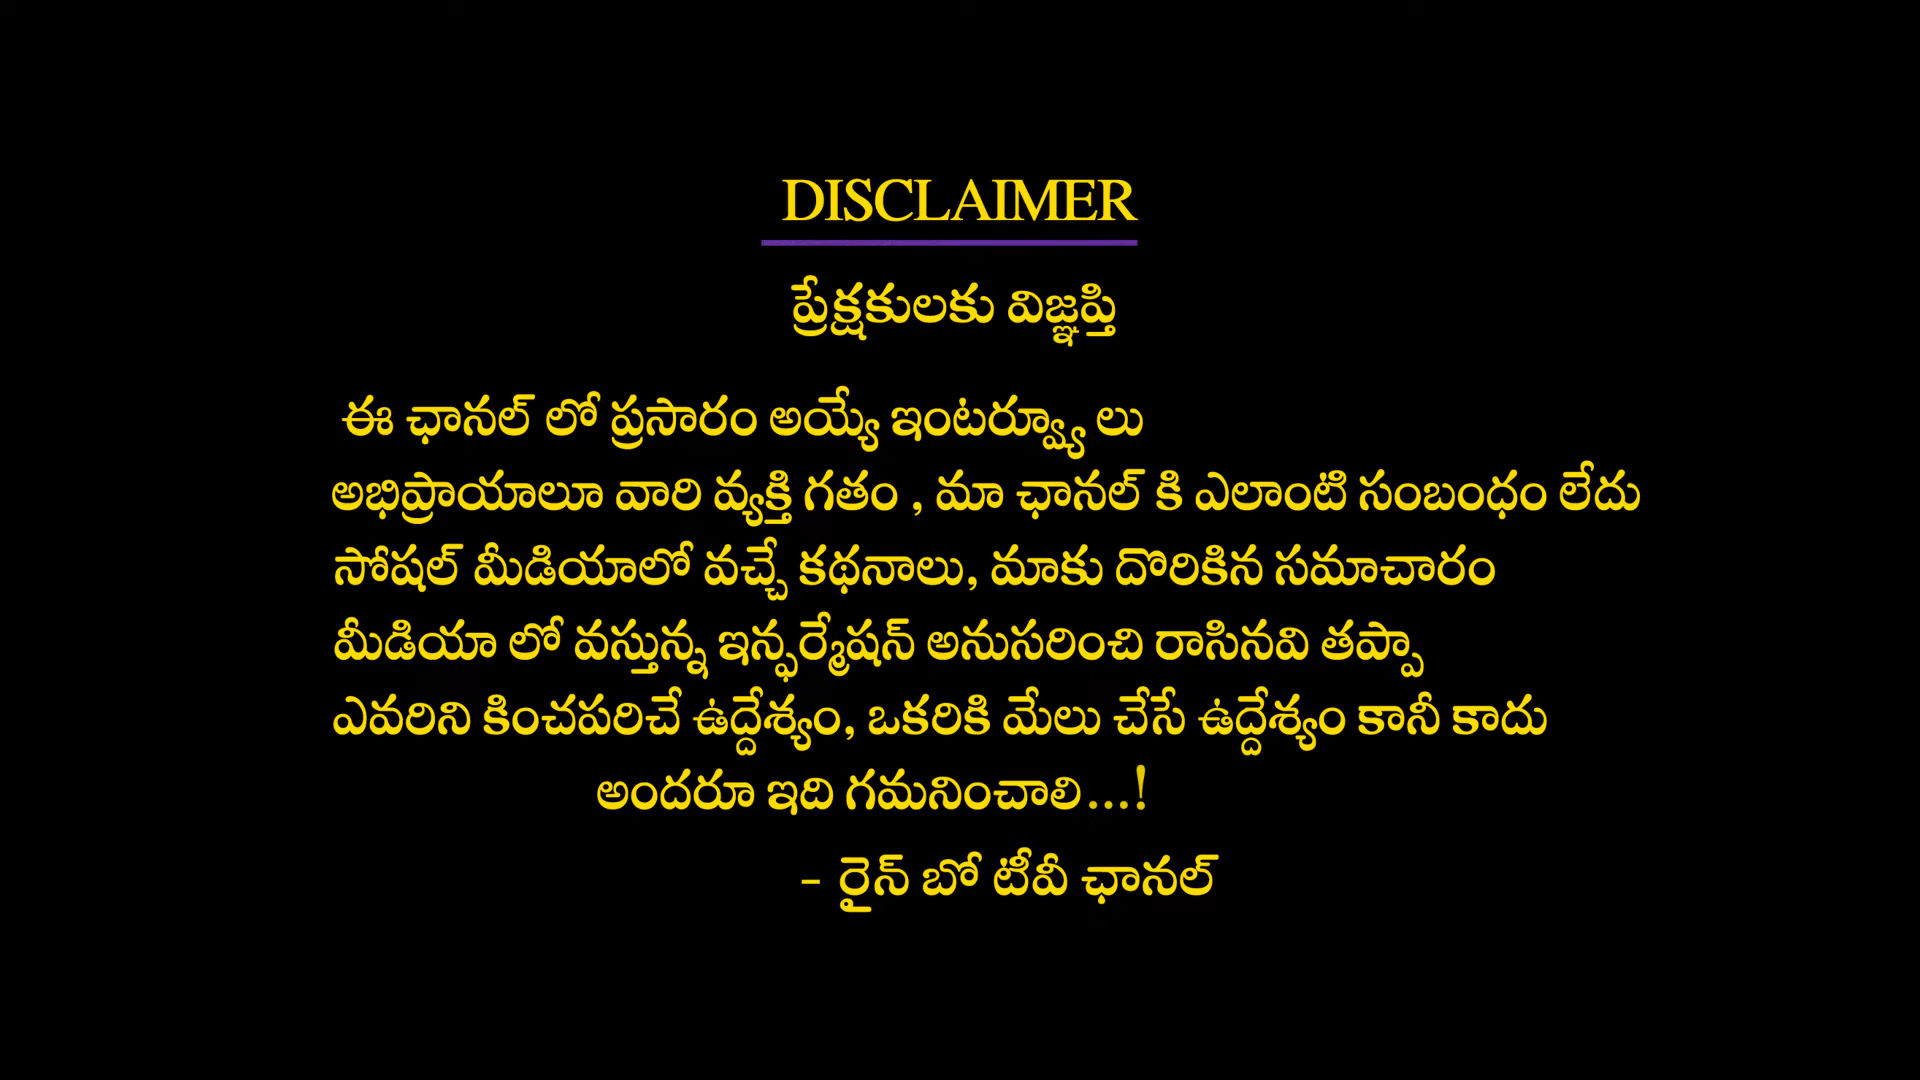 DISCLAIMER
ప్రేక్షకులకు విజ్ఞప్తి
ఈ ఛానల్ లో ప్రసారం అయ్యే ఇంటర్వ్యూ లు
అభిప్రాయాలూ వారి వ్యక్తి గతం , మా ఛానల్ కి ఎలాంటి సంబంధం లేదు
సోషల్ మీడియాలో వచ్చే కథనాలు, మాకు దొరికిన సమాచారం
మీడియా లో వస్తున్న ఇన్ఫర్మేషన్ అనుసరించి రాసినవి తప్పా
ఎవరిని కించపరిచే ఉద్దేశ్యం, ఒకరికి మేలు చేసే ఉద్దేశ్యం కానీ కాదు
అందరూ ఇది గమనించాలి...!
- రైన్ బో టీవీ ఛానల్